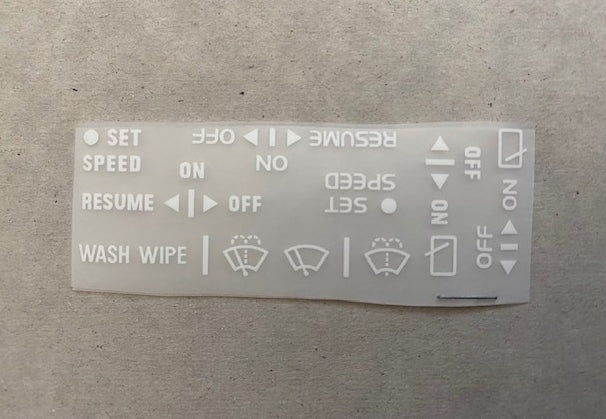 ● SET
SPEED
ON
RESUME ◄|► OFF
WASH WIPE
RESUME ◄|► OFF
ON
● SET
SPEED
OFF
ON
ON
OFF